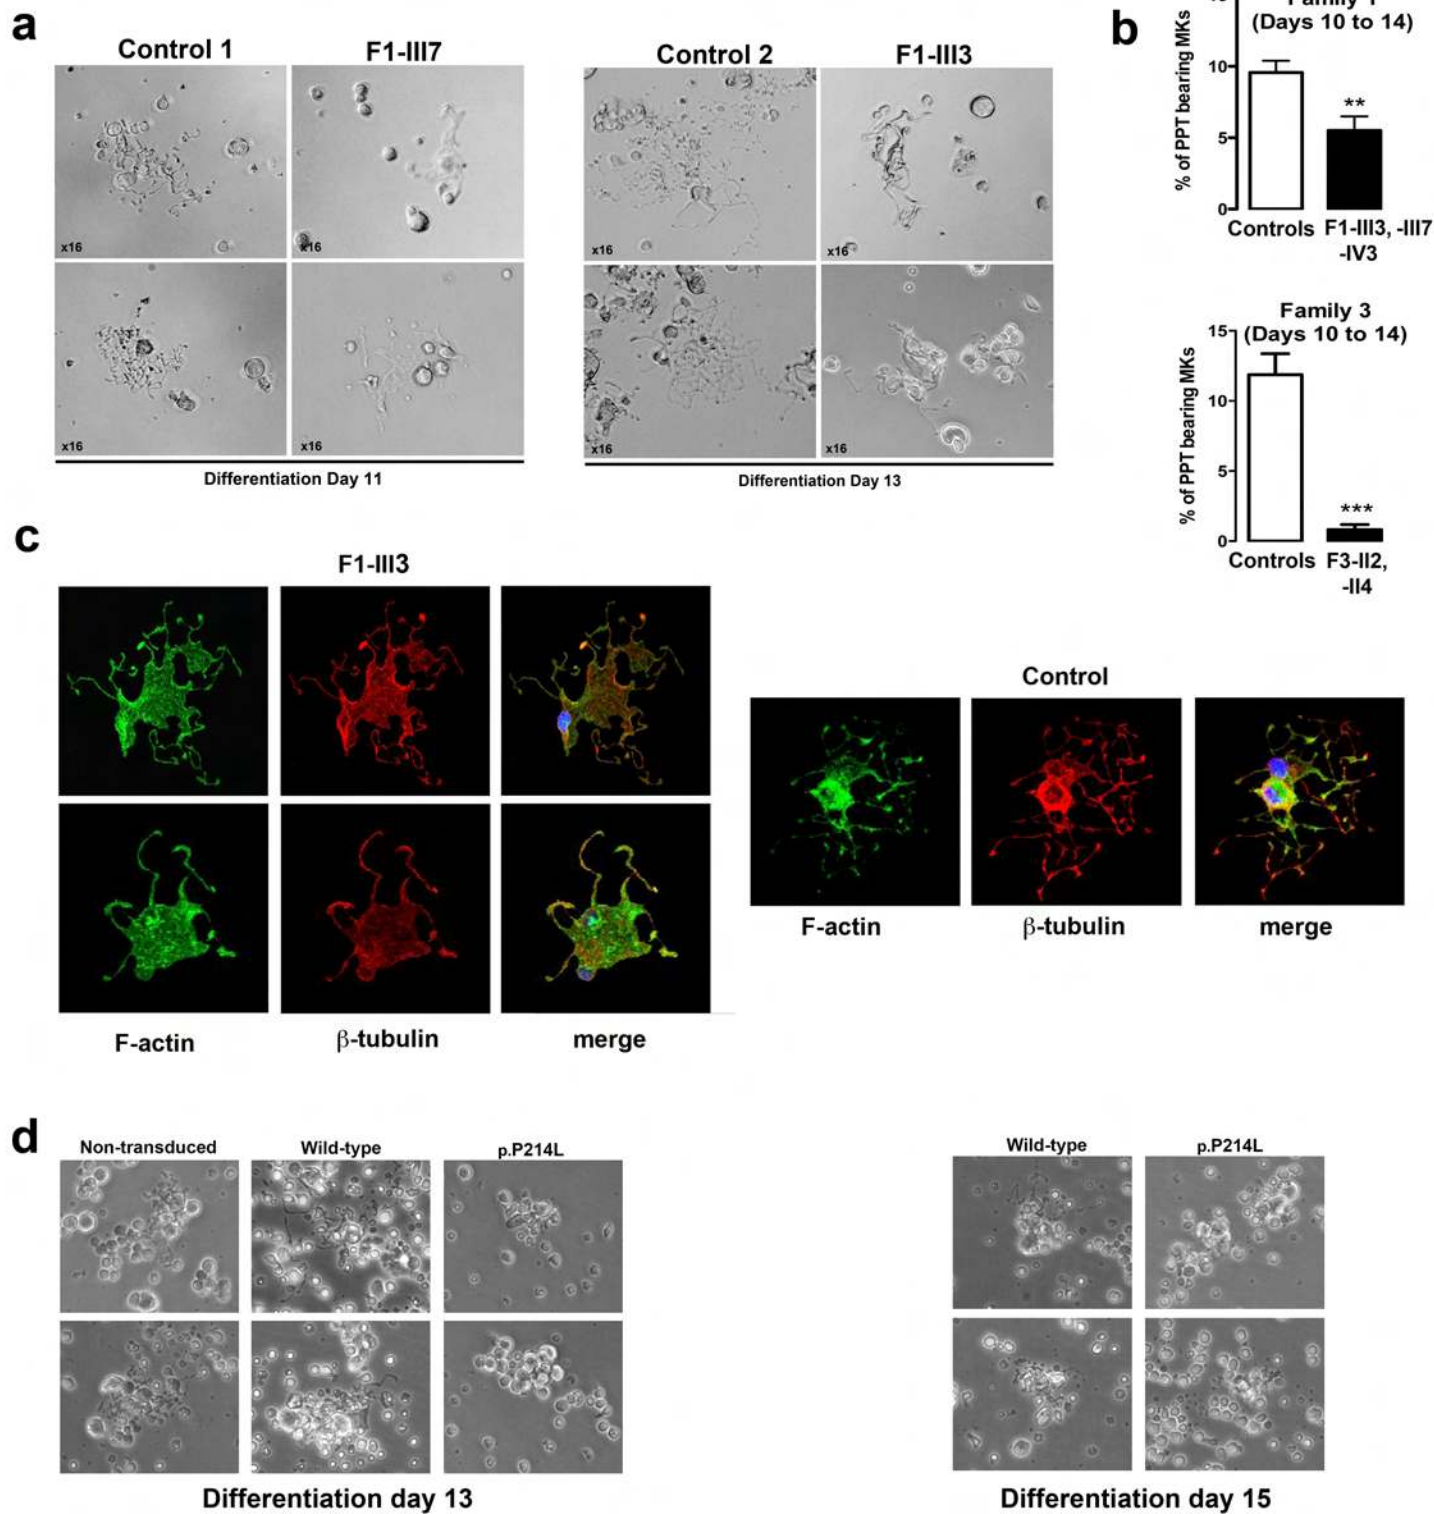 a
Control 1
F1-III7
x16
x16
x16
x16
Differentiation Day 11
Control 2
F1-III3
x16
x16
x16
x16
Differentiation Day 13
b
(Days 10 to 14)
% of PPT bearing MKs
10
5
0
**
Controls
F1-III3, -III7
-IV3
Family 3
(Days 10 to 14)
% of PPT bearing MKs
15
10
5
0
***
Controls
F3-II2,
-II4
c
F1-III3
F-actin
β-tubulin
merge
Control
F-actin
β-tubulin
merge
d
Non-transduced
Wild-type
p.P214L
Differentiation day 13
Wild-type
p.P214L
Differentiation day 15